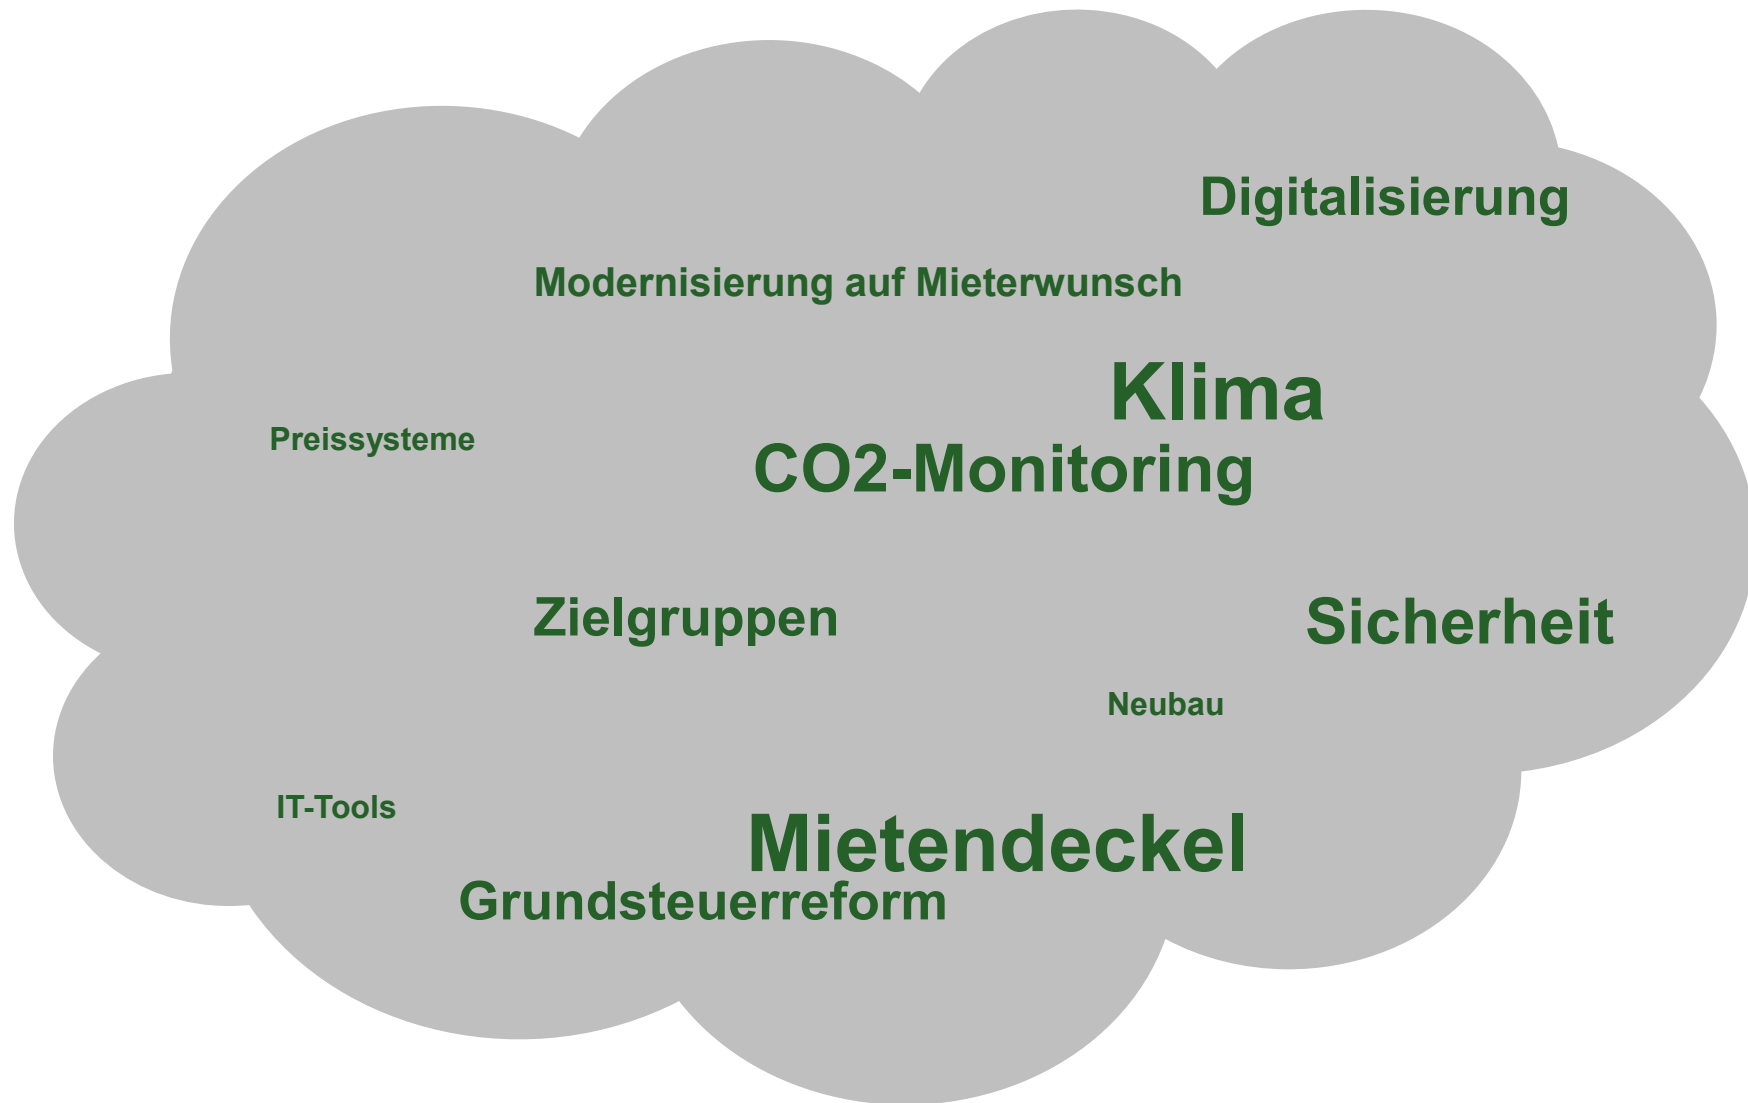 Digitalisierung
Modernisierung auf Mieterwunsch
Klima
Preissysteme
CO2-Monitoring
Zielgruppen
Sicherheit
Neubau
IT-Tools
Mietendeckel
Grundsteuerreform